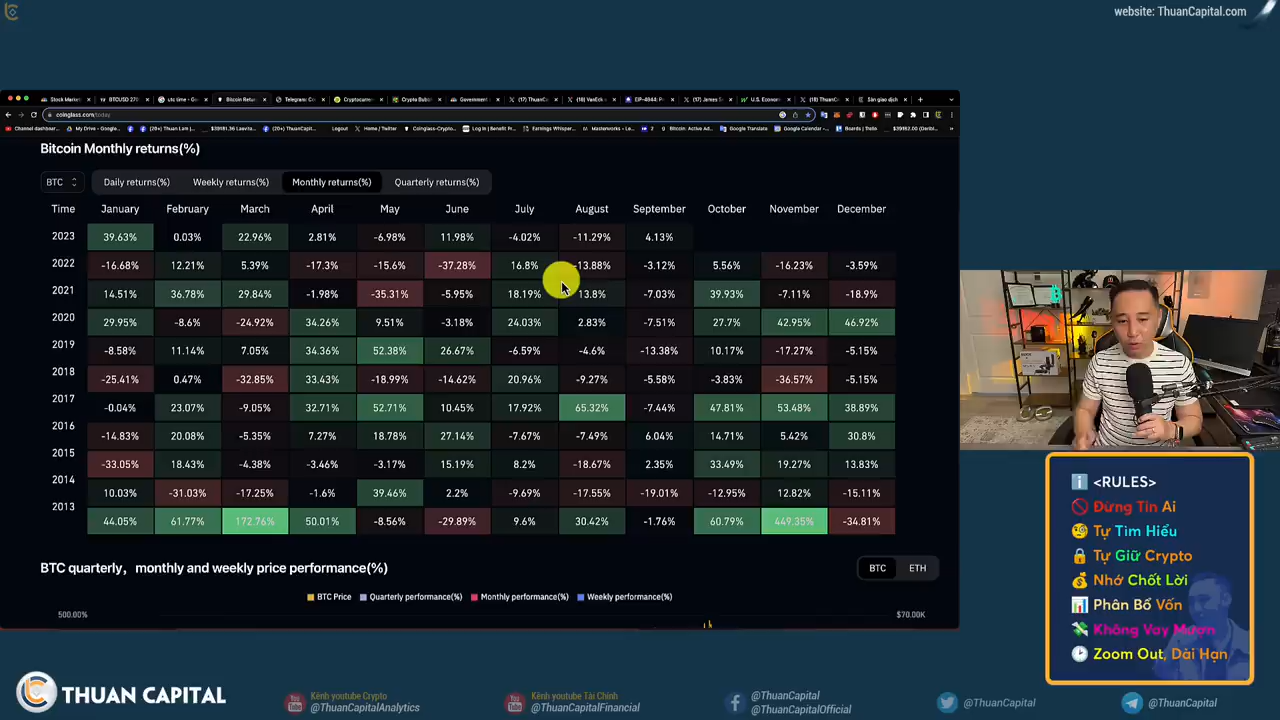 website: ThuanCapital.com
coinglass.com/today
Bitcoin Monthly returns(%)
BTC Daily returns(%) Weekly returns(%) Monthly returns(%) Quarterly returns(%)
Time January February March April May June July August September October November December
2023 39.63% 0.03% 22.96% 2.81% -6.98% 11.98% -4.02% -11.29% 4.13%
2022 -16.68% 12.21% 5.39% -17.3% -15.6% -37.28% 16.8% -13.88% -3.12% 5.56% -16.23% -3.59%
2021 14.51% 36.78% 29.84% -1.98% -35.31% -5.95% 18.19% 13.8% -7.03% 39.93% -7.11% -18.9%
2020 29.95% -8.6% -24.92% 34.26% 9.51% -3.18% 24.03% 2.83% -7.51% 27.7% 42.95% 46.92%
2019 -8.58% 11.14% 7.05% 34.36% 52.38% 26.67% -6.59% -4.6% -13.38% 10.17% -17.27% -5.15%
2018 -25.41% 0.47% -32.85% 33.43% -18.99% -14.62% 20.96% -9.27% -5.58% -3.83% -36.57% -5.15%
2017 -0.04% 23.07% -9.05% 32.71% 52.71% 10.45% 17.92% 65.32% -7.44% 47.81% 53.48% 38.89%
2016 -14.83% 20.08% -5.35% 7.27% 18.78% 27.14% -7.67% -7.49% 6.04% 14.71% 5.42% 30.8%
2015 -33.05% 18.43% -4.38% -3.46% -3.17% 15.19% 8.2% -18.67% 2.35% 33.49% 19.27% 13.83%
2014 10.03% -31.03% -17.25% -1.6% 39.46% 2.2% -9.69% -17.55% -19.01% -12.95% 12.82% -15.11%
2013 44.05% 61.77% 172.76% 50.01% -8.56% -29.89% 9.6% 30.42% -1.76% 60.79% 449.35% -34.81%
BTC quarterly，monthly and weekly price performance(%)
BTC ETH
BTC Price Quarterly performance(%) Monthly performance(%) Weekly performance(%)
500.00% $70.00K
<RULES>
Đừng Tin Ai
Tự Tìm Hiểu
Tự Giữ Crypto
Nhớ Chốt Lời
Phân Bổ Vốn
Không Vay Mượn
Zoom Out, Dài Hạn
THUAN CAPITAL
Kênh youtube Crypto
@ThuanCapitalAnalytics
Kênh youtube Tài Chính
@ThuanCapitalFinancial
@ThuanCapital
@ThuanCapitalOfficial
@ThuanCapital
@ThuanCapital